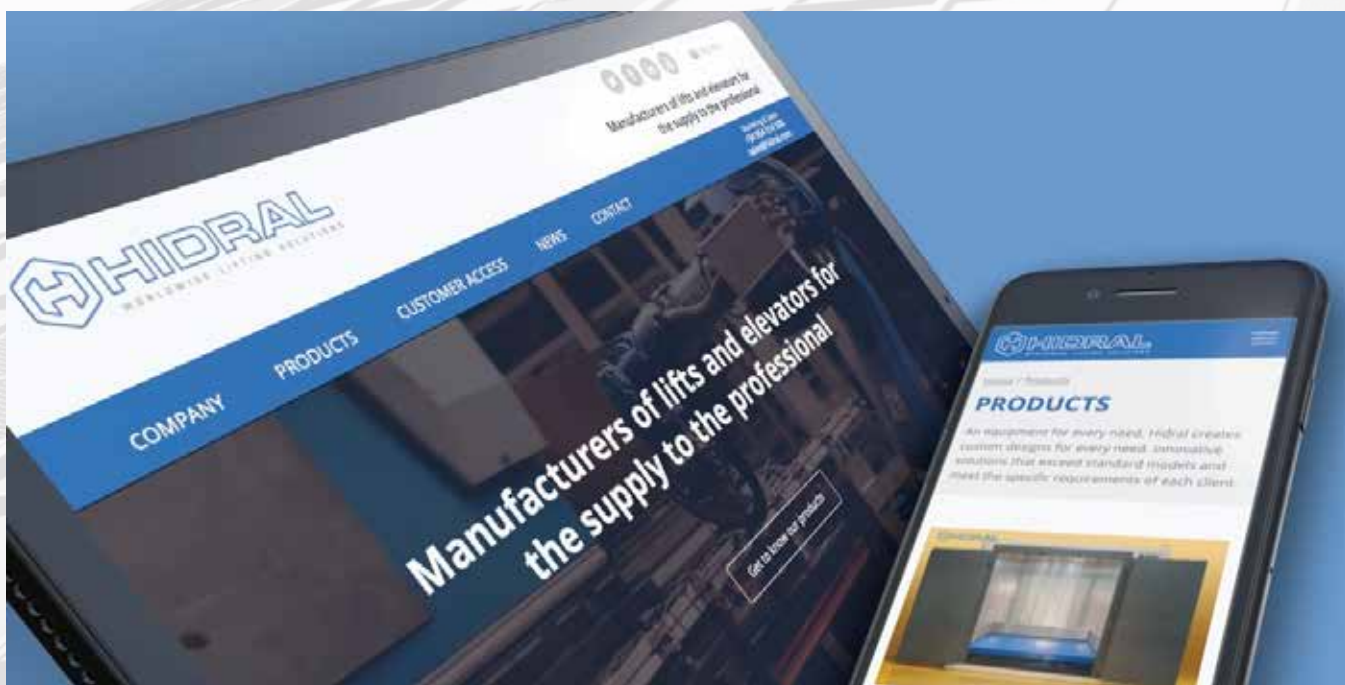 Manufacturers of lifts and elevators for
the supply to the professional
HIDRAL
WORLDWIDE LIFTING SOLUTIONS
COMPANY
PRODUCTS
CUSTOMER ACCESS
NEWS
CONTACT
Manufacturers of lifts and elevators for
the supply to the professional
Get to know our products
HIDRAL
Home / Products
PRODUCTS
An equipment for every need. Hidral creates
custom designs for every need. Innovative
solutions that exceed standard models and
meet the specific requirements of each client.
HIDRAL